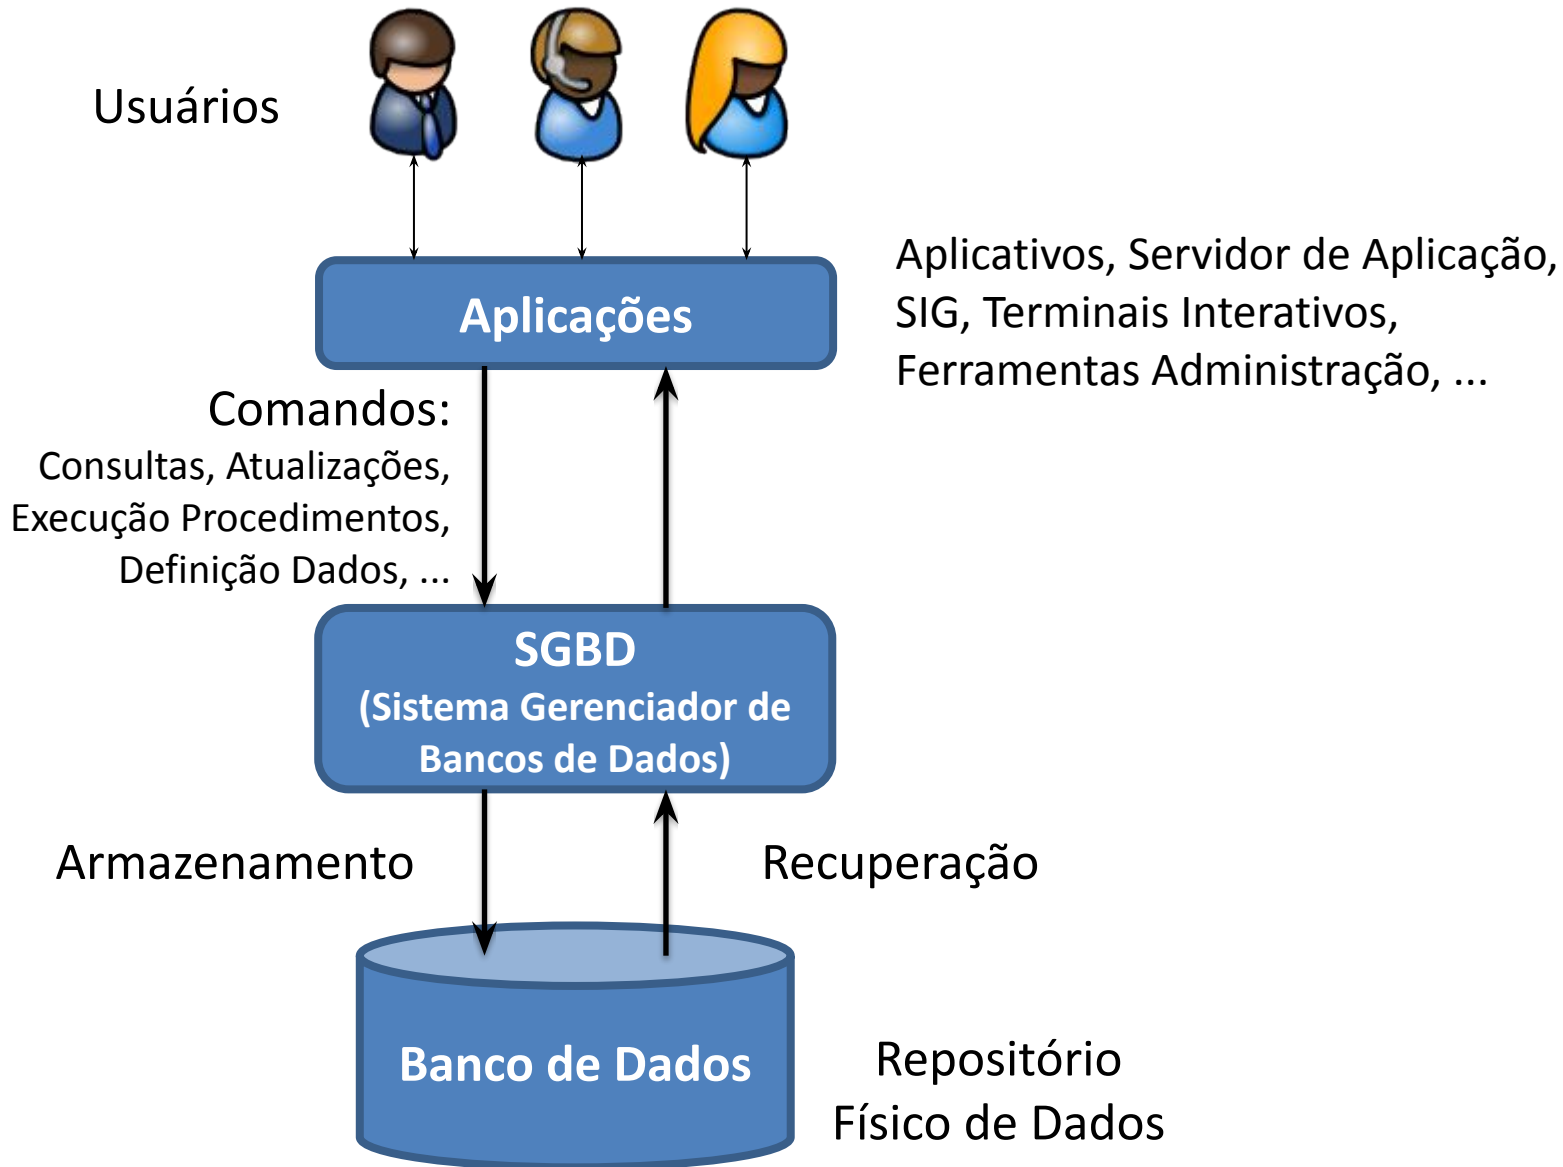 Usuários
Aplicações
Aplicativos, Servidor de Aplicação,
SIG, Terminais Interativos,
Ferramentas Administração, ...
Comandos:
Consultas, Atualizações,
Execução Procedimentos,
Definição Dados, ...
SGBD
(Sistema Gerenciador de
Bancos de Dados)
Armazenamento
Recuperação
Banco de Dados
Repositório
Físico de Dados